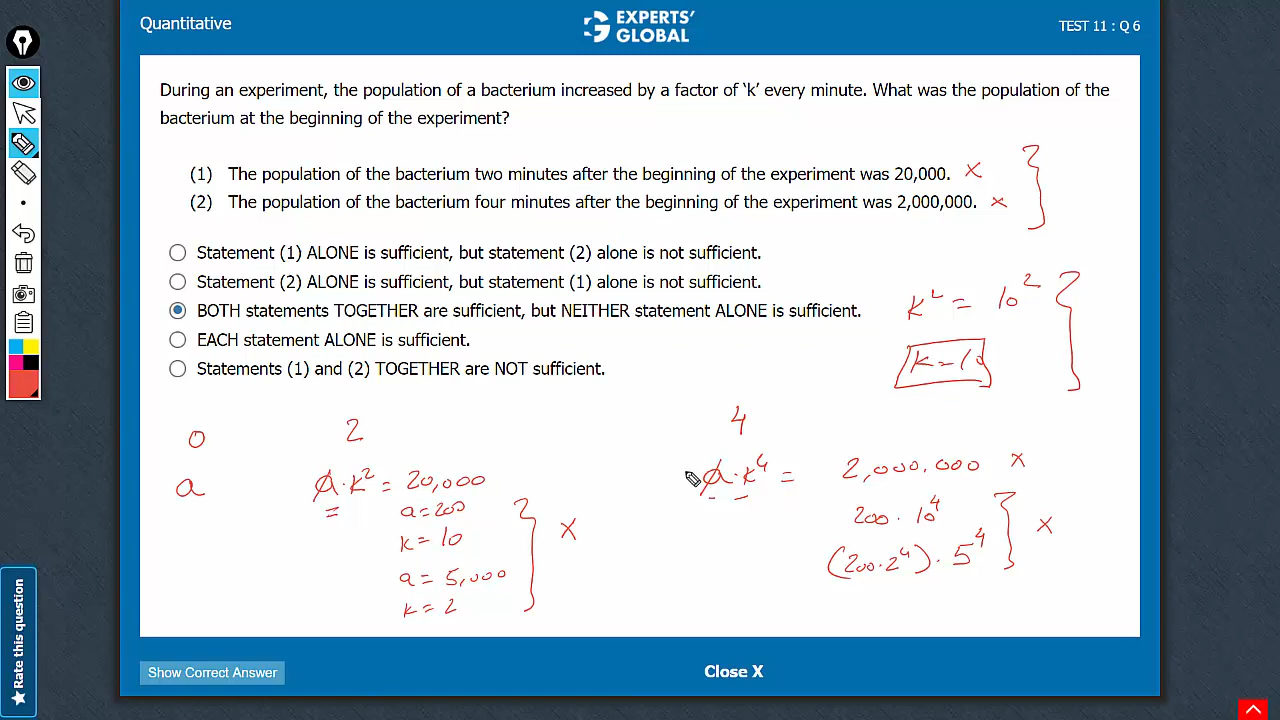 Quantitative
EXPERTS'
GLOBAL
TEST 11 : Q 6
During an experiment, the population of a bacterium increased by a factor of ‘k’ every minute. What was the population of the
bacterium at the beginning of the experiment?
(1) The population of the bacterium two minutes after the beginning of the experiment was 20,000. x
(2) The population of the bacterium four minutes after the beginning of the experiment was 2,000,000. x
Statement (1) ALONE is sufficient, but statement (2) alone is not sufficient.
Statement (2) ALONE is sufficient, but statement (1) alone is not sufficient.
BOTH statements TOGETHER are sufficient, but NEITHER statement ALONE is sufficient.
EACH statement ALONE is sufficient.
Statements (1) and (2) TOGETHER are NOT sufficient.
k² = 10²
k = 10
0 2 4
a
a · k² = 20,000
a = 200
k = 10
a = 5,000
k = 2
x
a · k⁴ = 2,000,000 x
200 · 10⁴
(200 · 2⁴) · 5⁴
x
Rate this question
Show Correct Answer
Close X